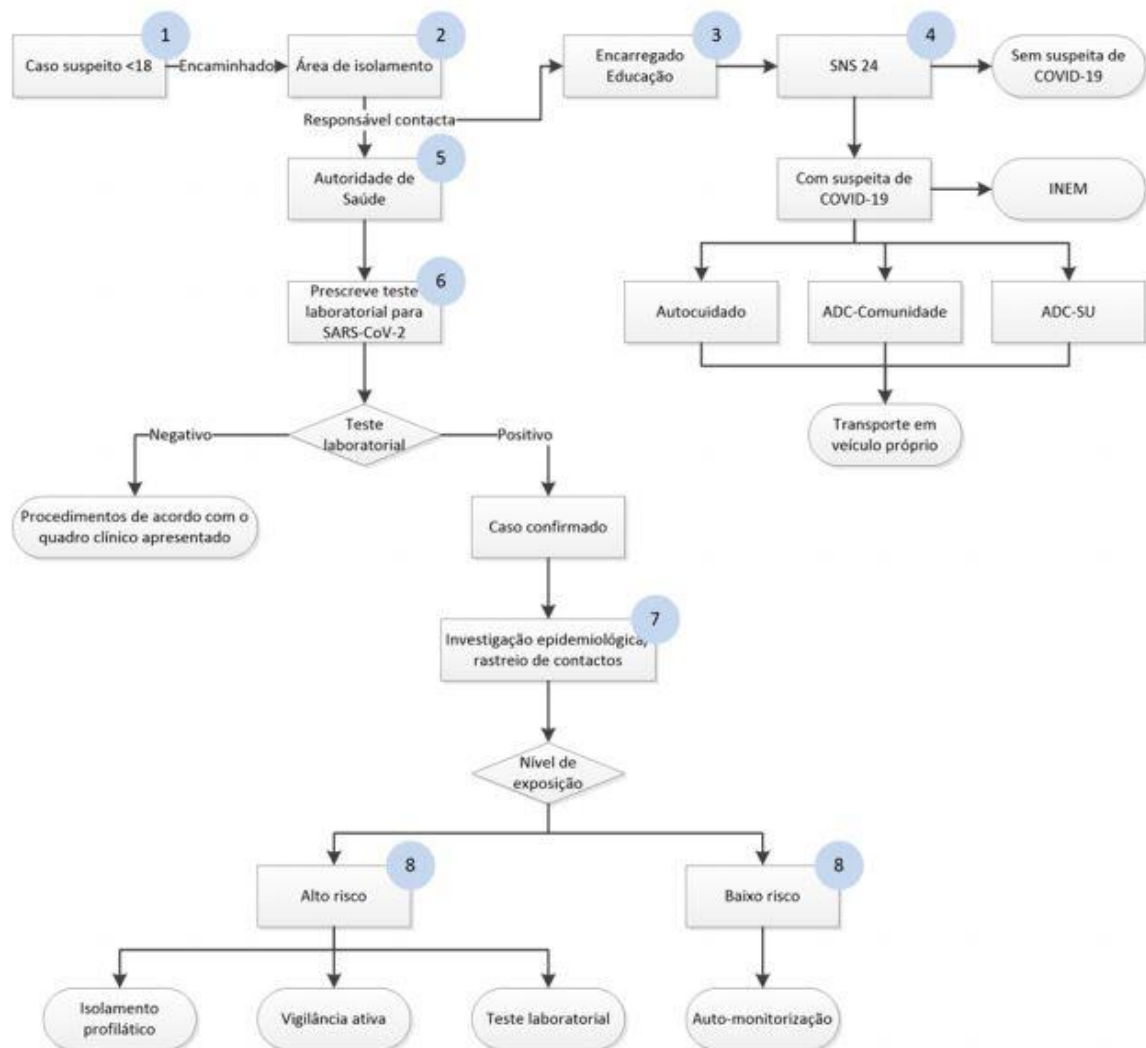 1
2
3
4
Caso suspeito <18
Encaminhado
Área de isolamento
Encarregado
Educação
SNS 24
Sem suspeita de
COVID-19
Responsável contacta
5
Autoridade de
Saúde
Com suspeita de
COVID-19
INEM
6
Prescreve teste
laboratorial para
SARS-CoV-2
Autocuidado
ADC-Comunidade
ADC-SU
Negativo
Teste
laboratorial
Positivo
Transporte em
veículo próprio
Procedimentos de acordo com o
quadro clínico apresentado
Caso confirmado
7
Investigação epidemiológica,
rastreio de contactos
Nível de
exposição
8
8
Alto risco
Baixo risco
Isolamento
profilático
Vigilância ativa
Teste laboratorial
Auto-monitorização